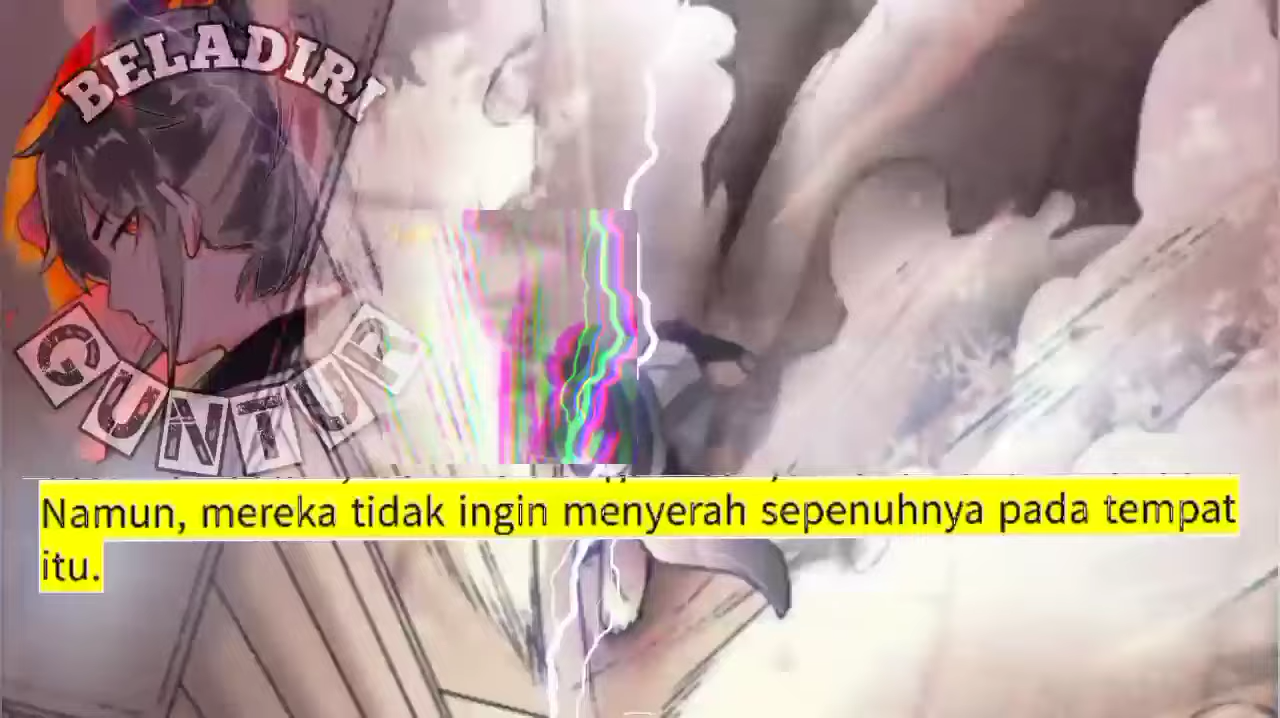 BELADIRI
GUNTUR
Namun, mereka tidak ingin menyerah sepenuhnya pada tempat
itu.